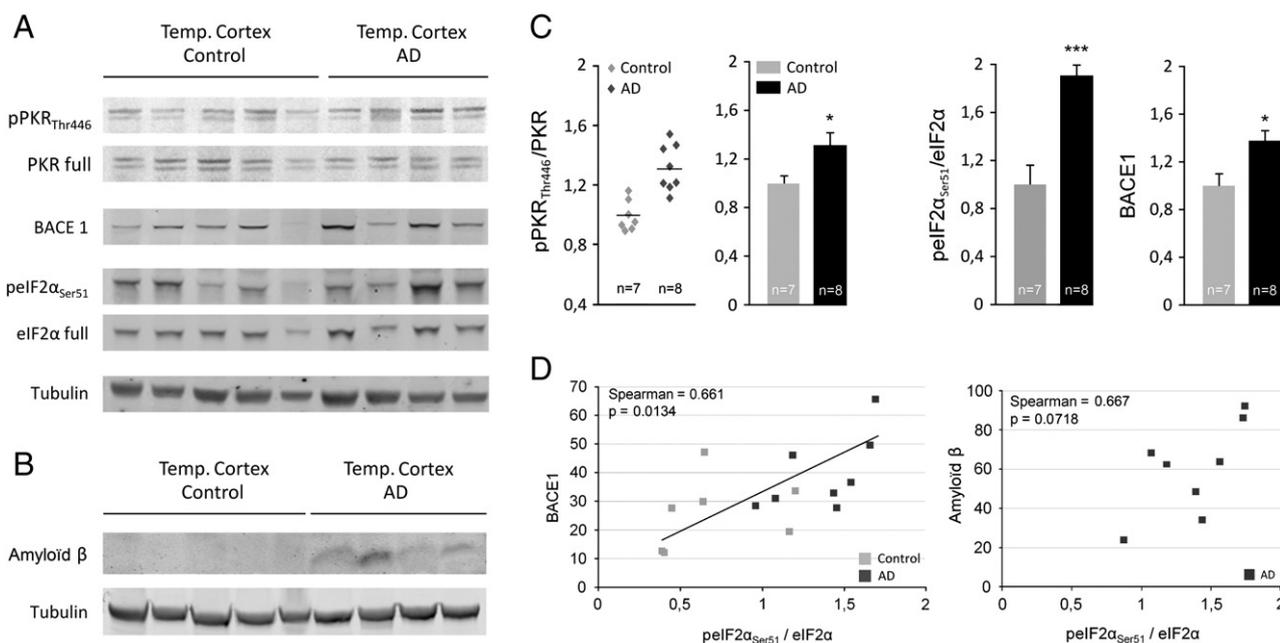 A
Temp. Cortex
Control
Temp. Cortex
AD
pPKRThr446
PKR full
BACE 1
peIF2αSer51
eIF2α full
Tubulin
B
Temp. Cortex
Control
Temp. Cortex
AD
Amyloïd β
Tubulin
C
pPKRThr446/PKR
2
1,6
1,2
0,8
0,4
Control
AD
n=7
n=8
2
1,6
1,2
0,8
0,4
0
Control
AD
*
n=7
n=8
peIF2αSer51/eIF2α
2
1,6
1,2
0,8
0,4
0
***
n=7
n=8
BACE1
2
1,6
1,2
0,8
0,4
0
*
n=7
n=8
D
BACE1
70
60
50
40
30
20
10
0
Spearman = 0.661
p = 0.0134
Control
AD
0
0,5
1
1,5
2
peIF2αSer51 / eIF2α
Amyloïd β
100
80
60
40
20
0
Spearman = 0.667
p = 0.0718
AD
0
0,5
1
1,5
2
peIF2αSer51 / eIF2α